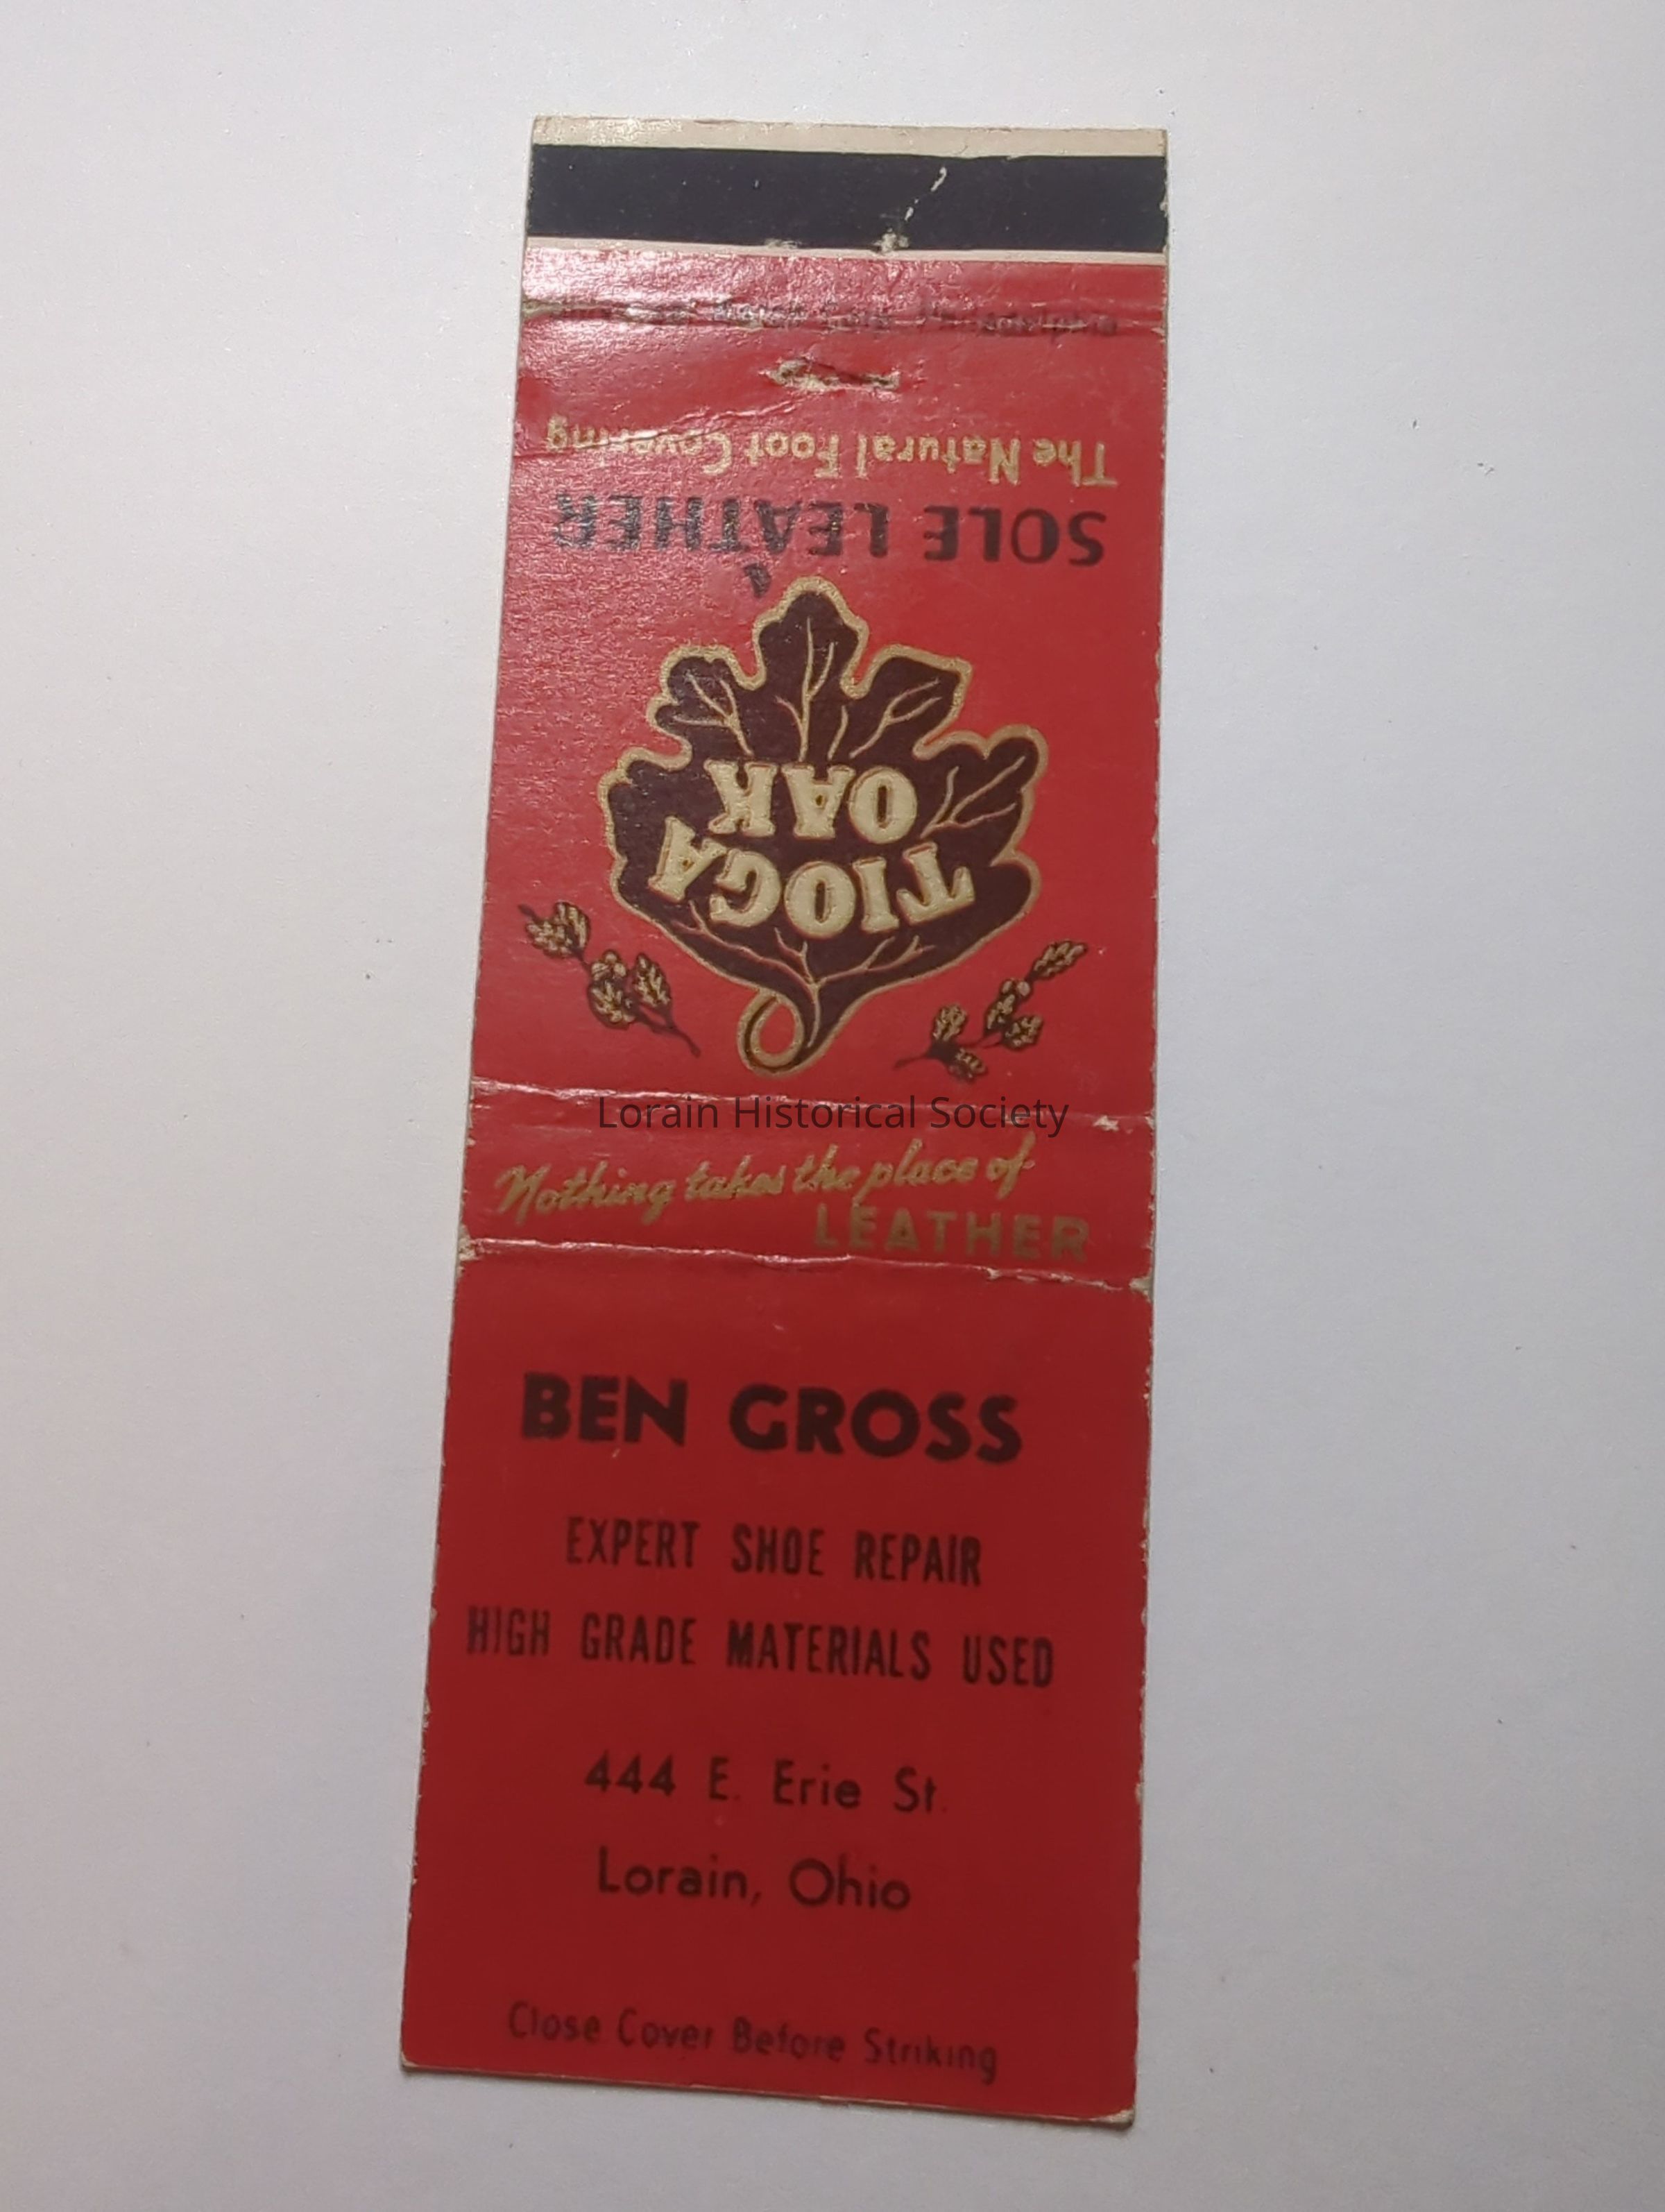 The Natural Foot Covering
SOLE LEATHER
TIOGA
OAK
Lorain Historical Society
Nothing takes the place of
LEATHER
BEN GROSS
EXPERT SHOE REPAIR
HIGH GRADE MATERIALS USED
444 E. Erie St.
Lorain, Ohio
Close Cover Before Striking